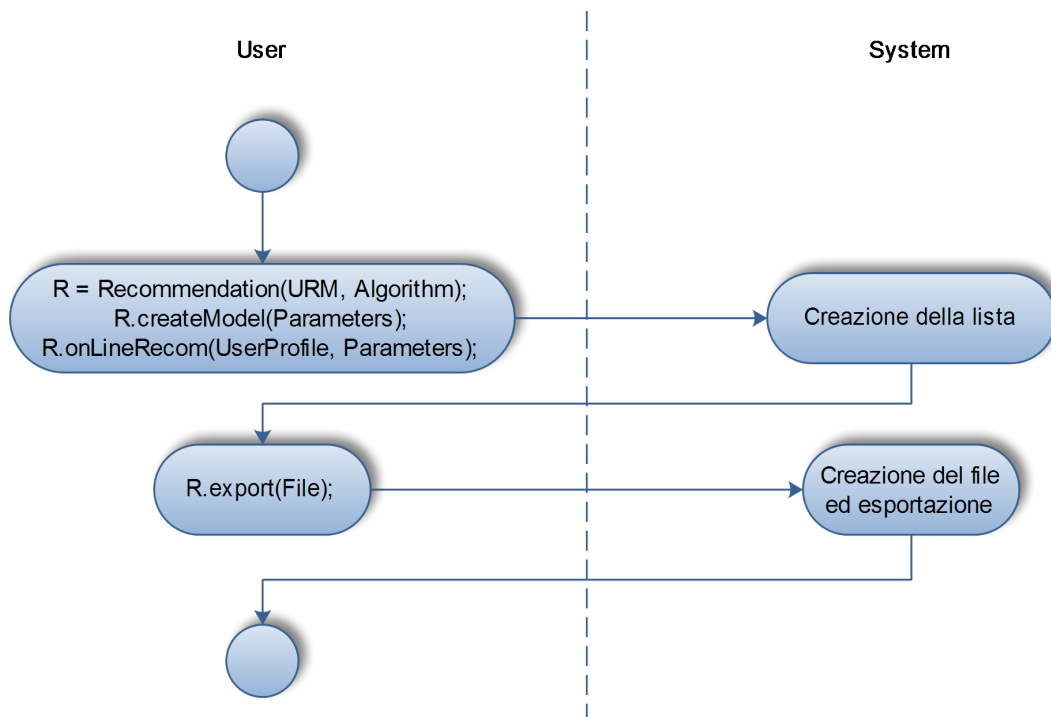 User
System
R = Recommendation(URM, Algorithm);
R.createModel(Parameters);
R.onLineRecom(UserProfile, Parameters);
Creazione della lista
R.export(File);
Creazione del file
ed esportazione